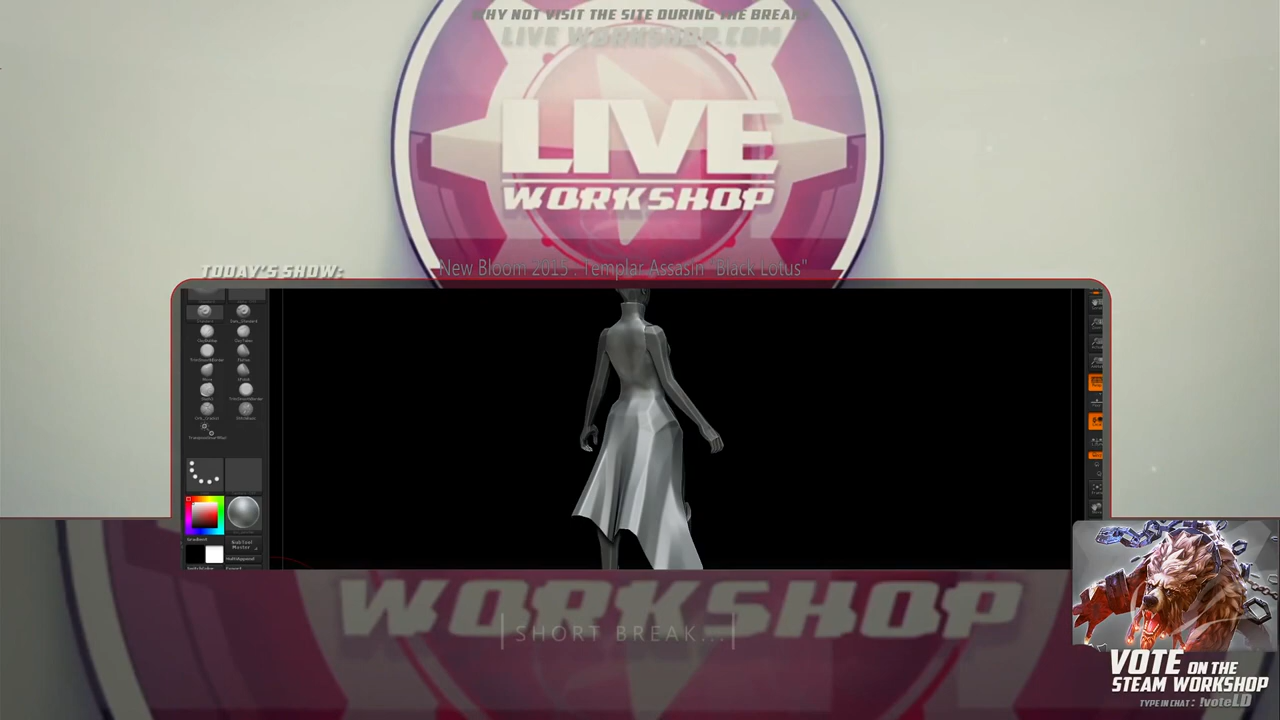 WHY NOT VISIT THE SITE DURING THE BREAK
LIVE WORKSHOP.COM
LIVE
WORKSHOP
TODAY'S SHOW:
New Bloom 2015 : Templar Assasin "Black Lotus"
Gradient
WORKSHOP
SHORT BREAK...
VOTE ON THE
STEAM WORKSHOP
TYPE IN CHAT : !voteLD